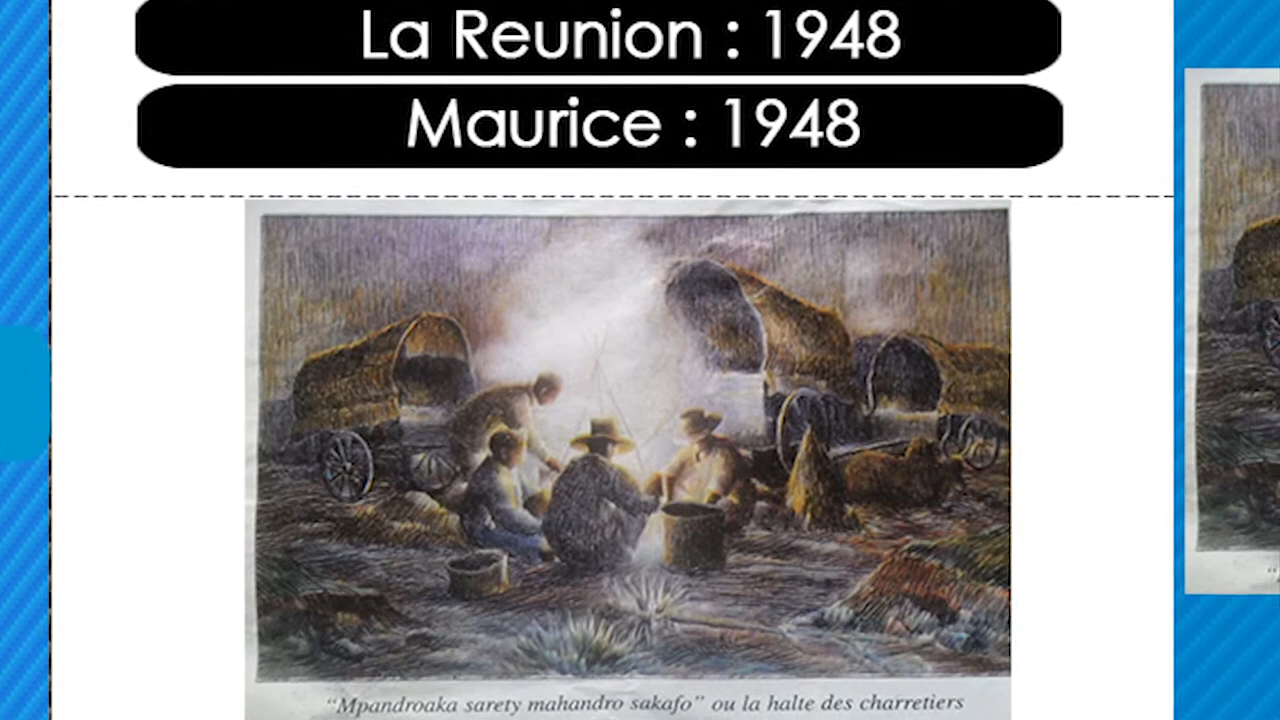 La Reunion : 1948
Maurice : 1948
“Mpandroaka sarety mahandro sakafo” ou la halte des charretiers